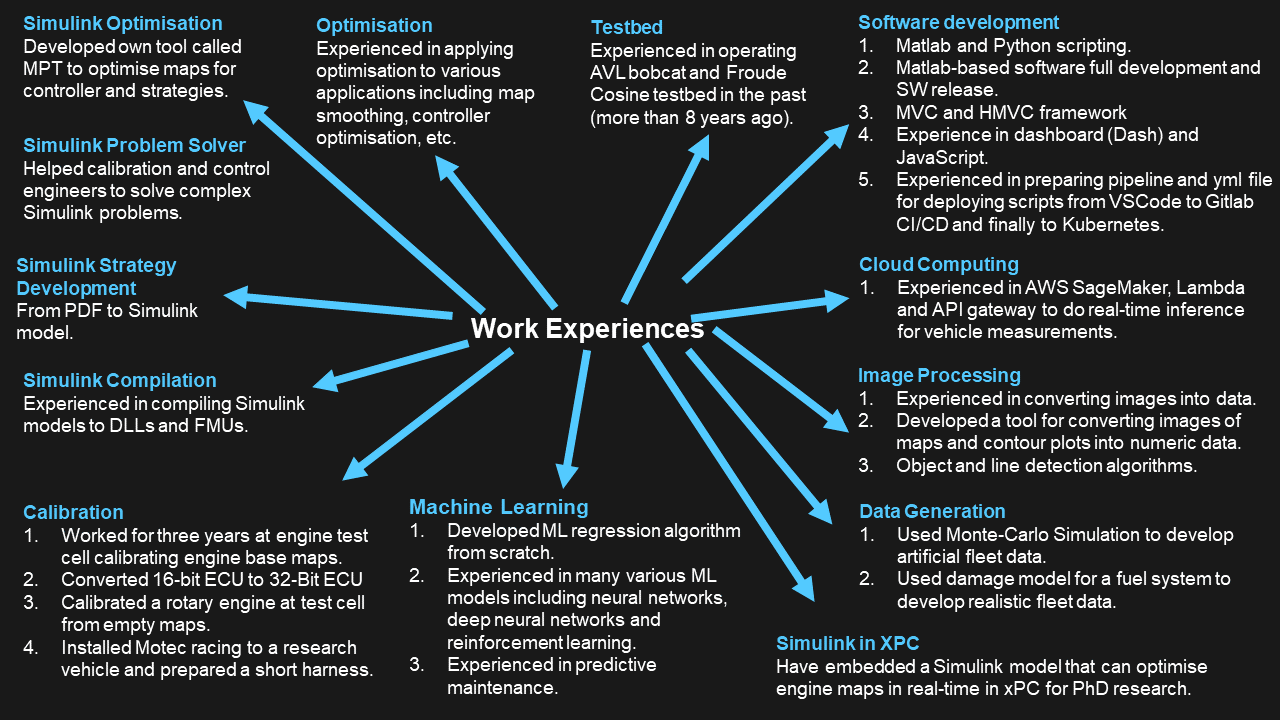 Simulink Optimisation
Developed own tool called
MPT to optimise maps for
controller and strategies.
Simulink Problem Solver
Helped calibration and control
engineers to solve complex
Simulink problems.
Simulink Strategy
Development
From PDF to Simulink
model.
Simulink Compilation
Experienced in compiling Simulink
models to DLLs and FMUs.
Calibration
1. Worked for three years at engine test
cell calibrating engine base maps.
2. Converted 16-bit ECU to 32-Bit ECU
3. Calibrated a rotary engine at test cell
from empty maps.
4. Installed Motec racing to a research
vehicle and prepared a short harness.
Optimisation
Experienced in applying
optimisation to various
applications including map
smoothing, controller
optimisation, etc.
Testbed
Experienced in operating
AVL bobcat and Froude
Cosine testbed in the past
(more than 8 years ago).
Work Experiences
Machine Learning
1. Developed ML regression algorithm
from scratch.
2. Experienced in many various ML
models including neural networks,
deep neural networks and
reinforcement learning.
3. Experienced in predictive
maintenance.
Software development
1. Matlab and Python scripting.
2. Matlab-based software full development and
SW release.
3. MVC and HMVC framework
4. Experience in dashboard (Dash) and
JavaScript.
5. Experienced in preparing pipeline and yml file
for deploying scripts from VSCode to Gitlab
CI/CD and finally to Kubernetes.
Cloud Computing
1. Experienced in AWS SageMaker, Lambda
and API gateway to do real-time inference
for vehicle measurements.
Image Processing
1. Experienced in converting images into data.
2. Developed a tool for converting images of
maps and contour plots into numeric data.
3. Object and line detection algorithms.
Data Generation
1. Used Monte-Carlo Simulation to develop
artificial fleet data.
2. Used damage model for a fuel system to
develop realistic fleet data.
Simulink in XPC
Have embedded a Simulink model that can optimise
engine maps in real-time in xPC for PhD research.